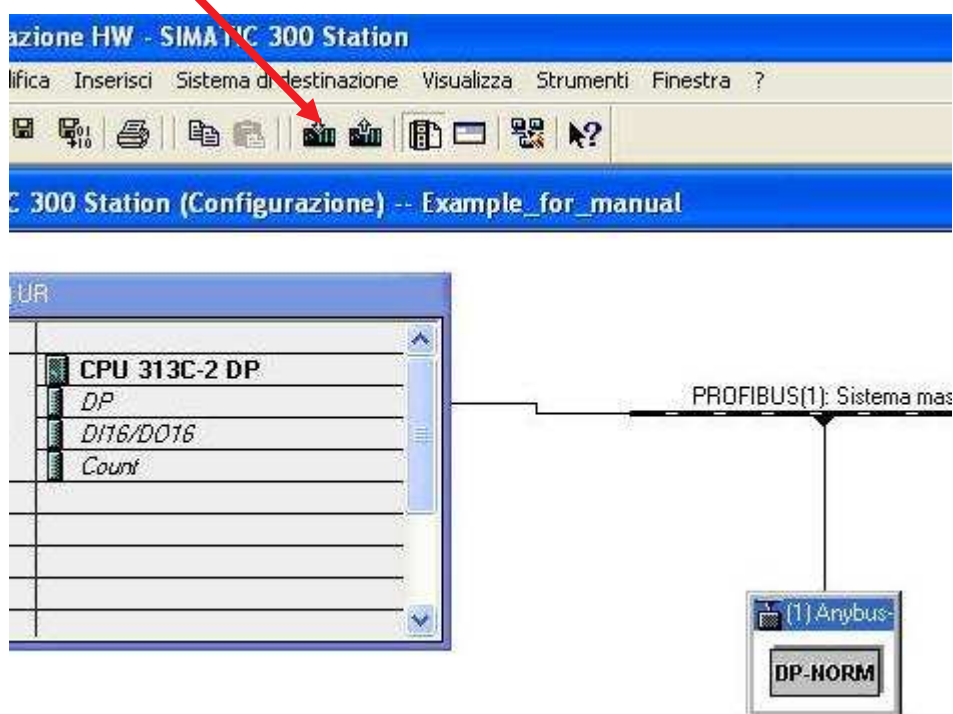 azione HW - SIMATIC 300 Station
difica Inserisci Sistema di destinazione Visualizza Strumenti Finestra ?
C 300 Station (Configurazione) -- Example_for_manual
UR
CPU 313C-2 DP
DP
DI16/DO16
Count
PROFIBUS(1): Sistema mas
(1) Anybus-
DP-NORM